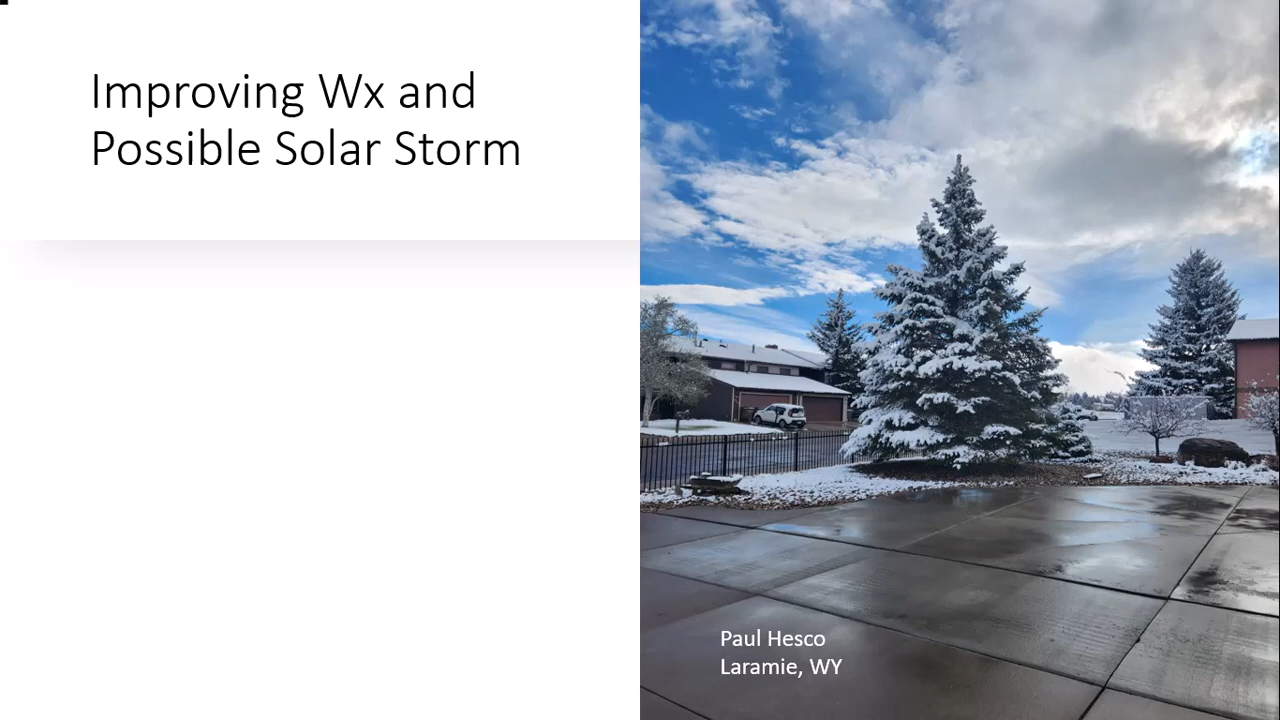 Improving Wx and
Possible Solar Storm
Paul Hesco
Laramie, WY